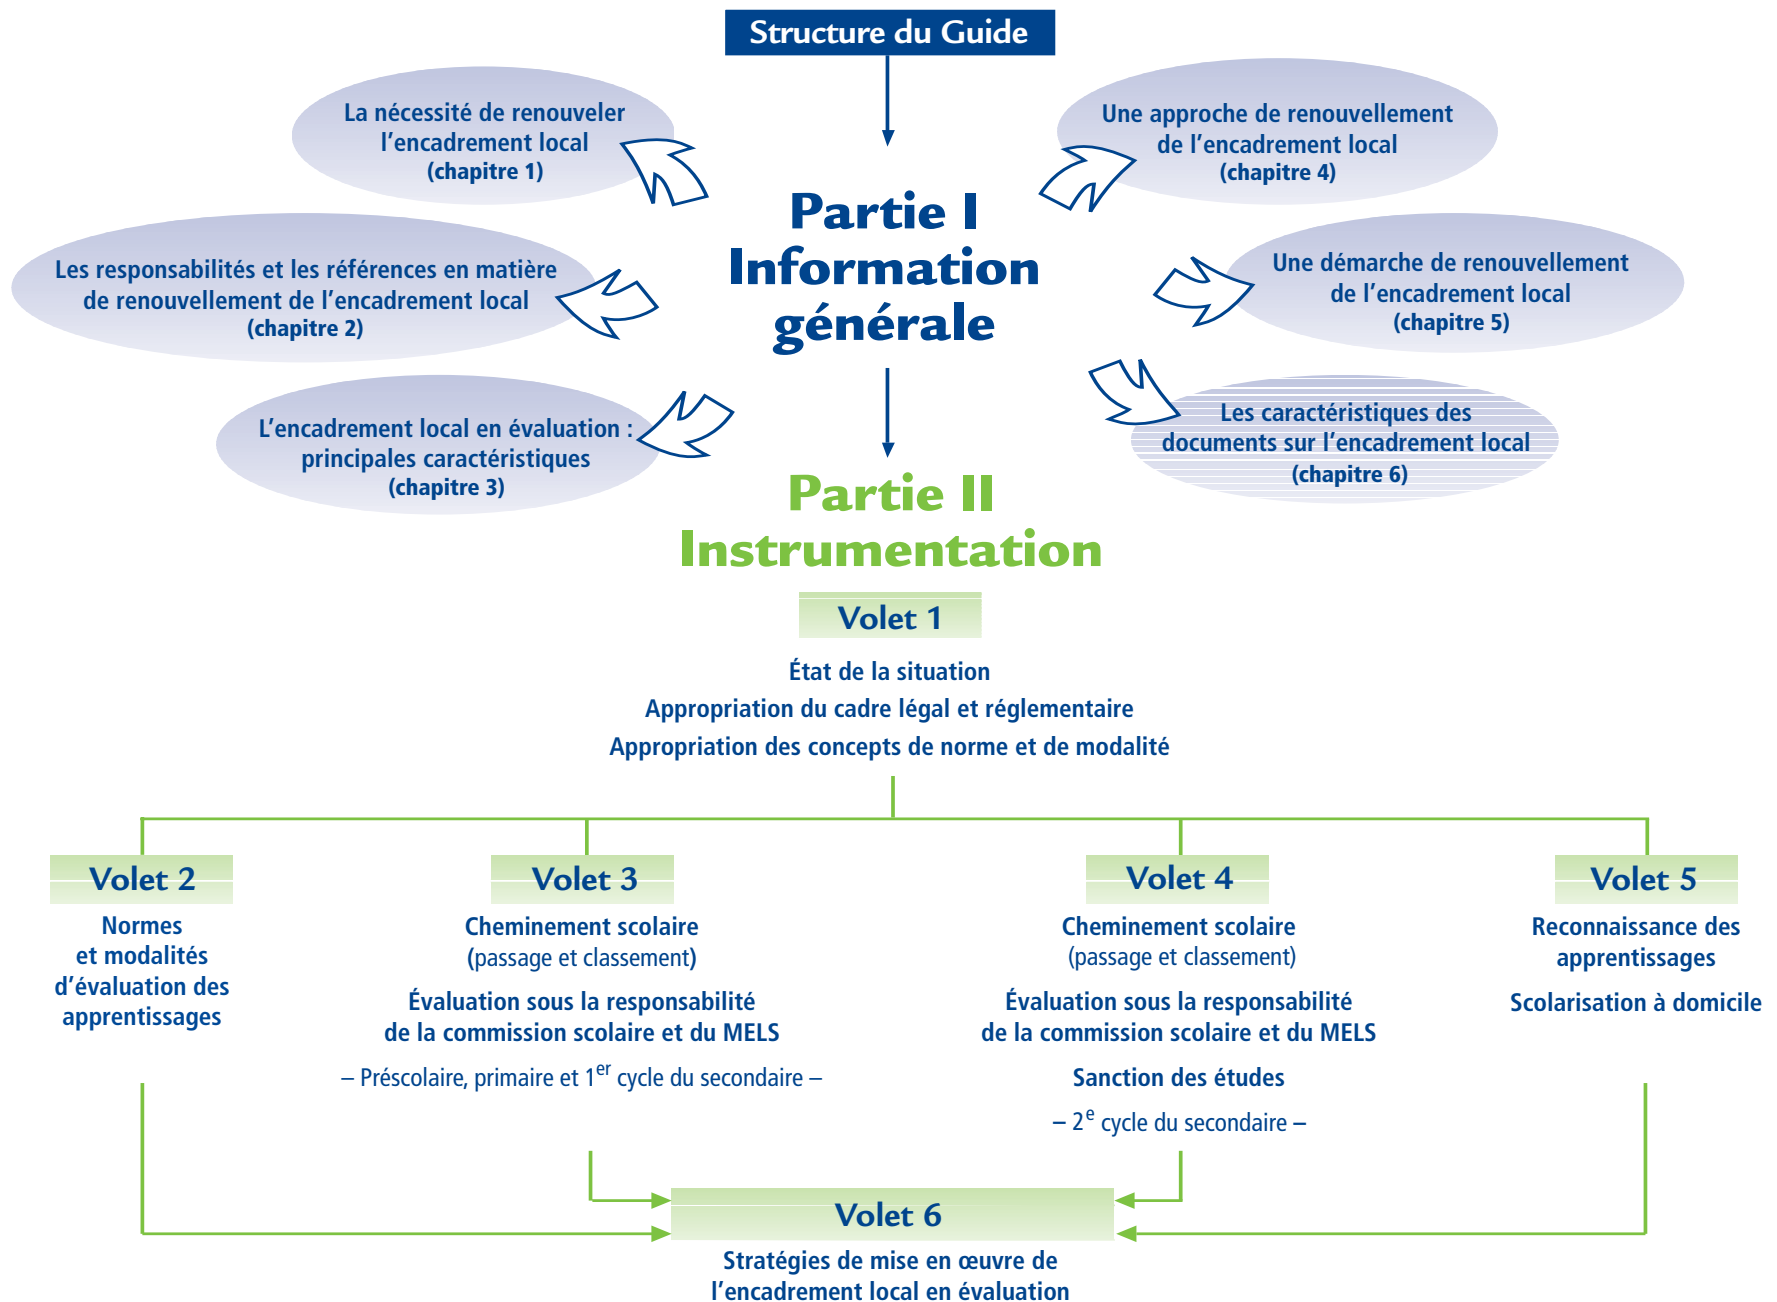 Structure du Guide
La nécessité de renouveler
l'encadrement local
(chapitre 1)
Les responsabilités et les références en matière
de renouvellement de l'encadrement local
(chapitre 2)
L'encadrement local en évaluation :
principales caractéristiques
(chapitre 3)
Une approche de renouvellement
de l'encadrement local
(chapitre 4)
Une démarche de renouvellement
de l'encadrement local
(chapitre 5)
Les caractéristiques des
documents sur l'encadrement local
(chapitre 6)
Partie I
Information
générale
Partie II
Instrumentation
Volet 1
État de la situation
Appropriation du cadre légal et réglementaire
Appropriation des concepts de norme et de modalité
Volet 2
Normes
et modalités
d'évaluation des
apprentissages
Volet 3
Cheminement scolaire
(passage et classement)
Évaluation sous la responsabilité
de la commission scolaire et du MELS
– Préscolaire, primaire et 1er cycle du secondaire –
Volet 4
Cheminement scolaire
(passage et classement)
Évaluation sous la responsabilité
de la commission scolaire et du MELS
Sanction des études
– 2e cycle du secondaire –
Volet 5
Reconnaissance des
apprentissages
Scolarisation à domicile
Volet 6
Stratégies de mise en œuvre de
l'encadrement local en évaluation